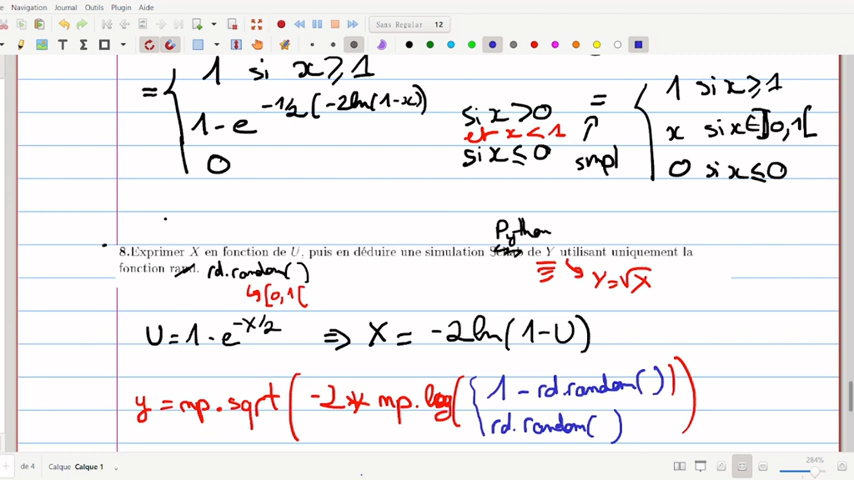 Navigation Journal Outils Plugin Aide
Sans Regular 12
= { 1 si x ≥ 1
1 - e^{-1/2(-2ln(1-x))} si x > 0 et x < 1
0 si x ≤ 0
smpl
= { 1 si x ≥ 1
x si x ∈ ]0,1[
0 si x ≤ 0
Python
8.Exprimer X en fonction de U, puis en déduire une simulation Scilab de Y utilisant uniquement la
fonction rand. rd.random() Y = √X
↳ [0,1[
U = 1 - e^{-X/2} => X = -2ln(1-U)
y = np.sqrt(-2 * np.log( { 1 - rd.random() ))
rd.random()
de 4 Calque Calque 1 284%